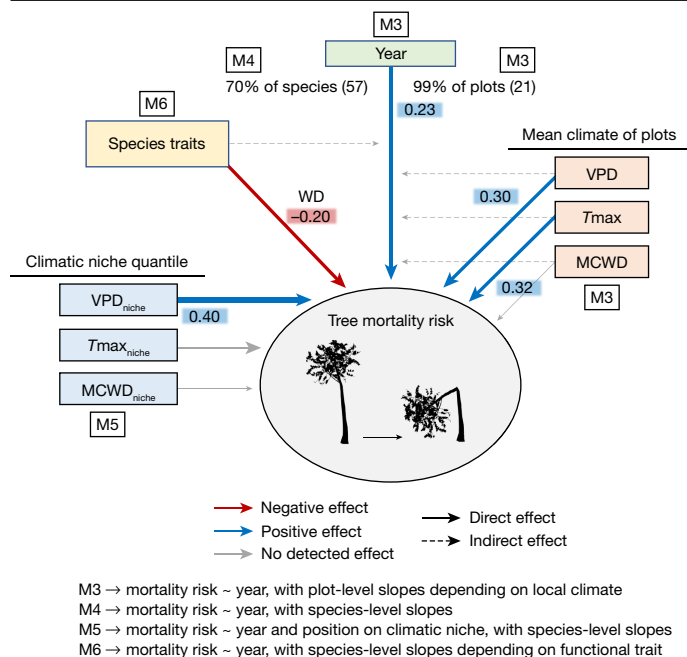 M3
Year
M4
M3
70% of species (57)
99% of plots (21)
0.23
M6
Species traits
Mean climate of plots
VPD
0.30
Tmax
WD
−0.20
MCWD
0.32
M3
Climatic niche quantile
VPDniche
0.40
Tmaxniche
MCWDniche
M5
Tree mortality risk
Negative effect
Positive effect
No detected effect
Direct effect
Indirect effect
M3 → mortality risk ~ year, with plot-level slopes depending on local climate
M4 → mortality risk ~ year, with species-level slopes
M5 → mortality risk ~ year and position on climatic niche, with species-level slopes
M6 → mortality risk ~ year, with species-level slopes depending on functional trait